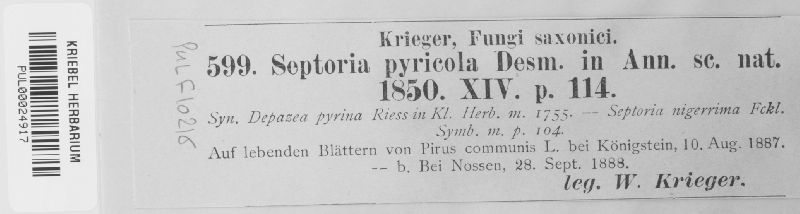 KRIEBEL HERBARIUM
PUL00024917
PUL F10216
Krieger, Fungi saxonici.
599. Septoria pyricola Desm. in Ann. sc. nat.
1850. XIV. p. 114.
Syn. Depazea pyrina Riess in Kl. Herb. m. 1755. — Septoria nigerrima Fckl.
Symb. m. p. 104.
Auf lebenden Blättern von Pirus communis L. bei Königstein, 10. Aug. 1887.
— b. Bei Nossen, 28. Sept. 1888.
leg. W. Krieger.